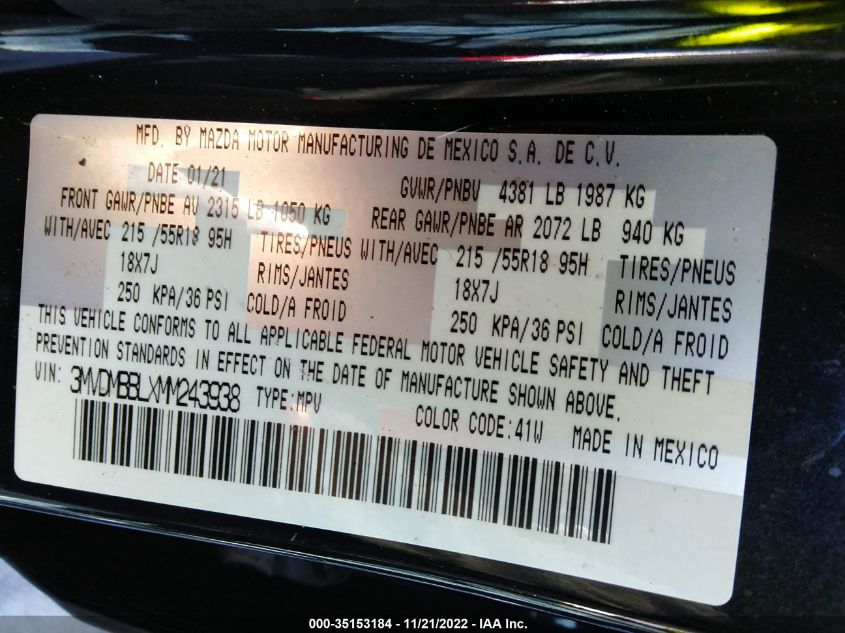 MFD. BY MAZDA MOTOR MANUFACTURING DE MEXICO S.A. DE C.V.
DATE 01/21 GVWR/PNBV 4381 LB 1987 KG
FRONT GAWR/PNBE AV 2315 LB 1050 KG REAR GAWR/PNBE AR 2072 LB 940 KG
WITH/AVEC 215 /55R18 95H TIRES/PNEUS WITH/AVEC 215 /55R18 95H TIRES/PNEUS
18X7J RIMS/JANTES 18X7J RIMS/JANTES
250 KPA/36 PSI COLD/A FROID 250 KPA/36 PSI COLD/A FROID
THIS VEHICLE CONFORMS TO ALL APPLICABLE FEDERAL MOTOR VEHICLE SAFETY AND THEFT
PREVENTION STANDARDS IN EFFECT ON THE DATE OF MANUFACTURE SHOWN ABOVE.
VIN: 3MVDMBBLXMM243938 TYPE:MPV COLOR CODE:41W MADE IN MEXICO
000-35153184 - 11/21/2022 - IAA Inc.